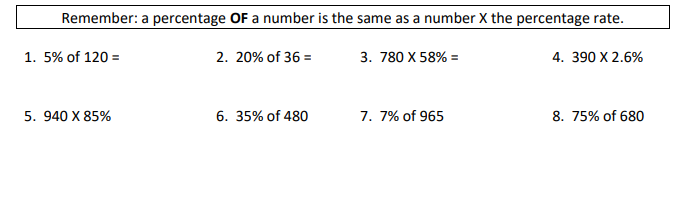 Remember: a percentage OF a number is the same as a number X the percentage rate.
1. 5% of 120 = 2. 20% of 36 = 3. 780 X 58% = 4. 390 X 2.6%
5. 940 X 85% 6. 35% of 480 7. 7% of 965 8. 75% of 680